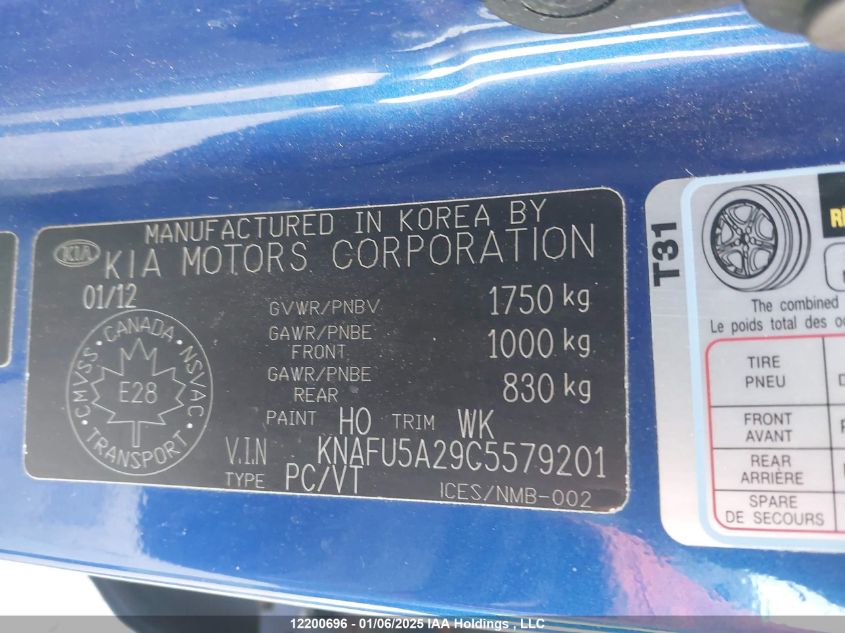 MANUFACTURED IN KOREA BY
KIA
KIA MOTORS CORPORATION
01/12
GVWR/PNBV 1750 kg
GAWR/PNBE FRONT 1000 kg
GAWR/PNBE REAR 830 kg
CANADA
CMVSS NSVAC
E28
TRANSPORT
PAINT HO TRIM WK
V.I.N KNAFU5A29C5579201
TYPE PC/VT
ICES/NMB-002
T31
The combined
Le poids total des
TIRE
PNEU
FRONT
AVANT
REAR
ARRIÈRE
SPARE
DE SECOURS
12200696 - 01/06/2025 IAA Holdings , LLC